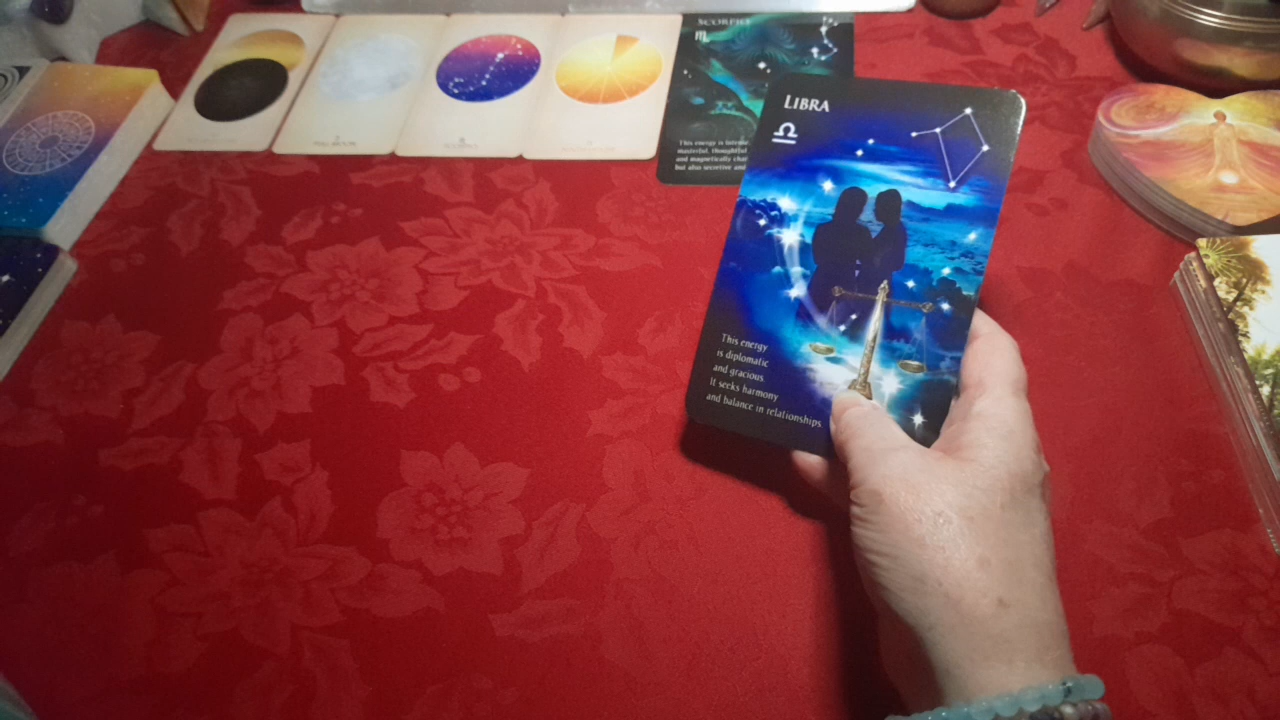 SCORPIO
♏
This energy is intense
masterful, thoughtful
and magnetically
but also secretive and
LIBRA
♎
This energy
is diplomatic
and gracious.
It seeks harmony
and balance in relationships.